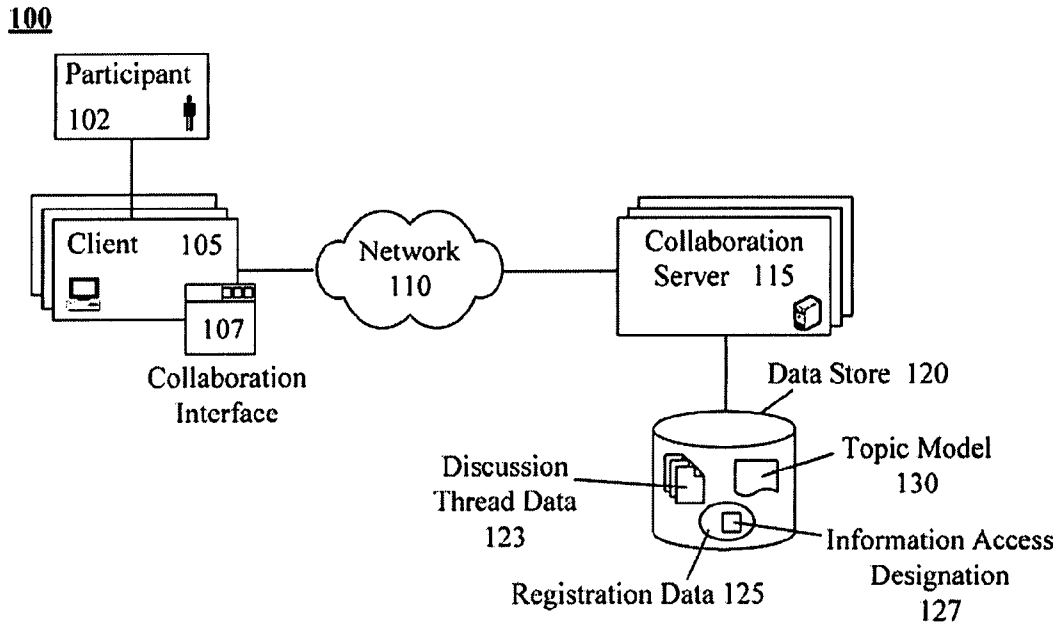 100
Participant
102
Client 105
107
Collaboration
Interface
Network
110
Collaboration
Server 115
Data Store 120
Discussion
Thread Data
123
Topic Model
130
Registration Data 125
Information Access
Designation
127